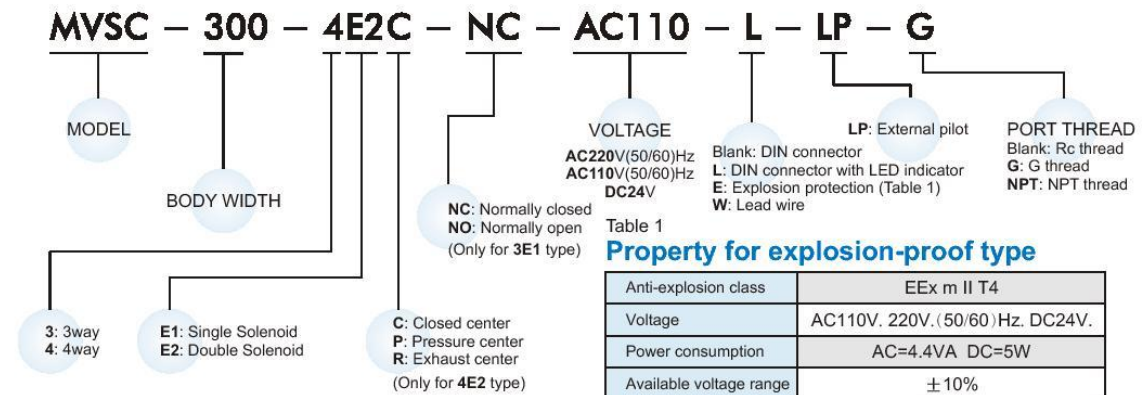 MVSC – 300 – 4E2C – NC – AC110 – L – LP – G
MODEL
BODY WIDTH
3: 3way
4: 4way
E1: Single Solenoid
E2: Double Solenoid
C: Closed center
P: Pressure center
R: Exhaust center
(Only for 4E2 type)
NC: Normally closed
NO: Normally open
(Only for 3E1 type)
VOLTAGE
AC220V(50/60)Hz
AC110V(50/60)Hz
DC24V
Blank: DIN connector
L: DIN connector with LED indicator
E: Explosion protection (Table 1)
W: Lead wire
LP: External pilot
PORT THREAD
Blank: Rc thread
G: G thread
NPT: NPT thread
Table 1
Property for explosion-proof type
Anti-explosion class EEx m II T4
Voltage AC110V. 220V.(50/60)Hz. DC24V.
Power consumption AC=4.4VA DC=5W
Available voltage range ±10%